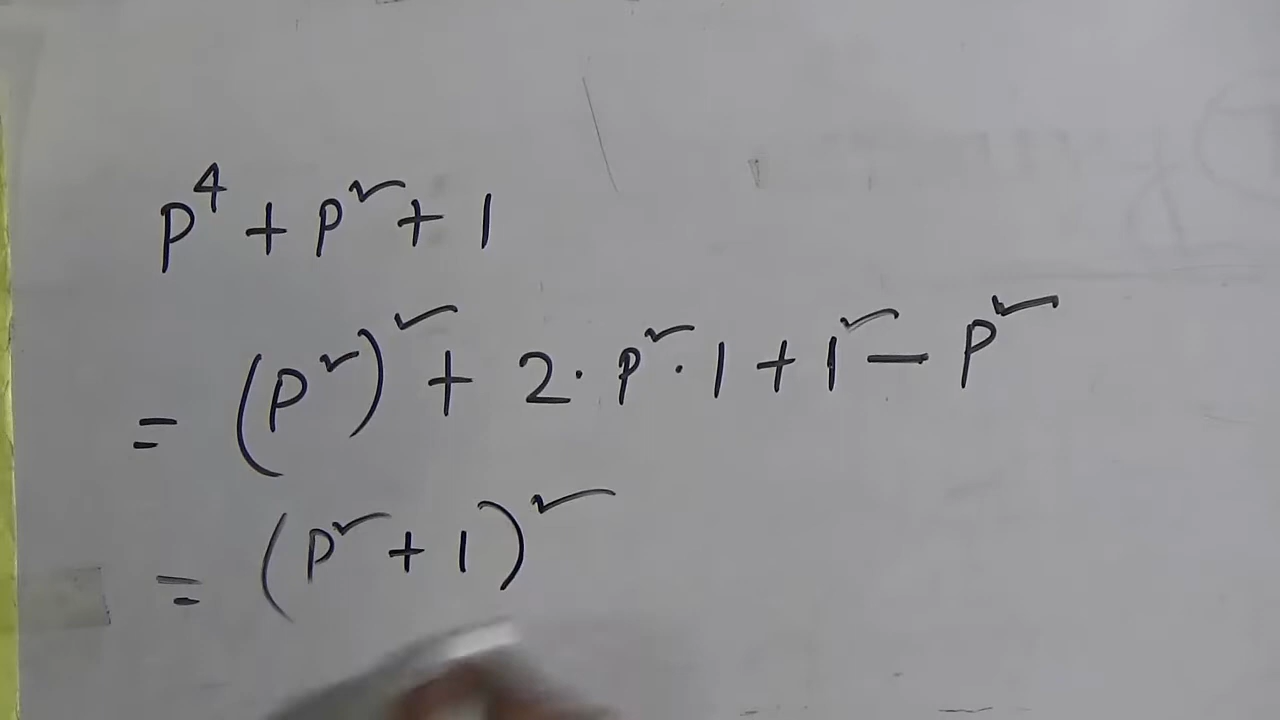 p⁴ + p² + 1
= (p²)² + 2 · p² · 1 + 1² − p²
= (p² + 1)²